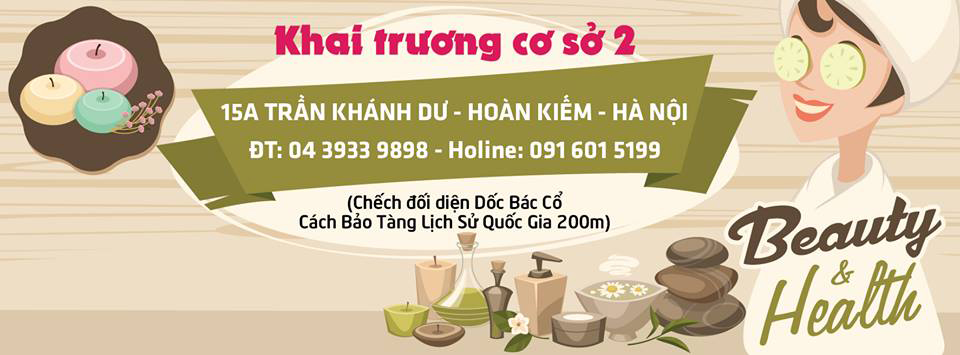 Khai trương cơ sở 2
15A TRẦN KHÁNH DƯ - HOÀN KIẾM - HÀ NỘI
ĐT: 04 3933 9898 - Holine: 091 601 5199
(Chếch đối diện Dốc Bác Cổ
Cách Bảo Tàng Lịch Sử Quốc Gia 200m)
Beauty
&
Health